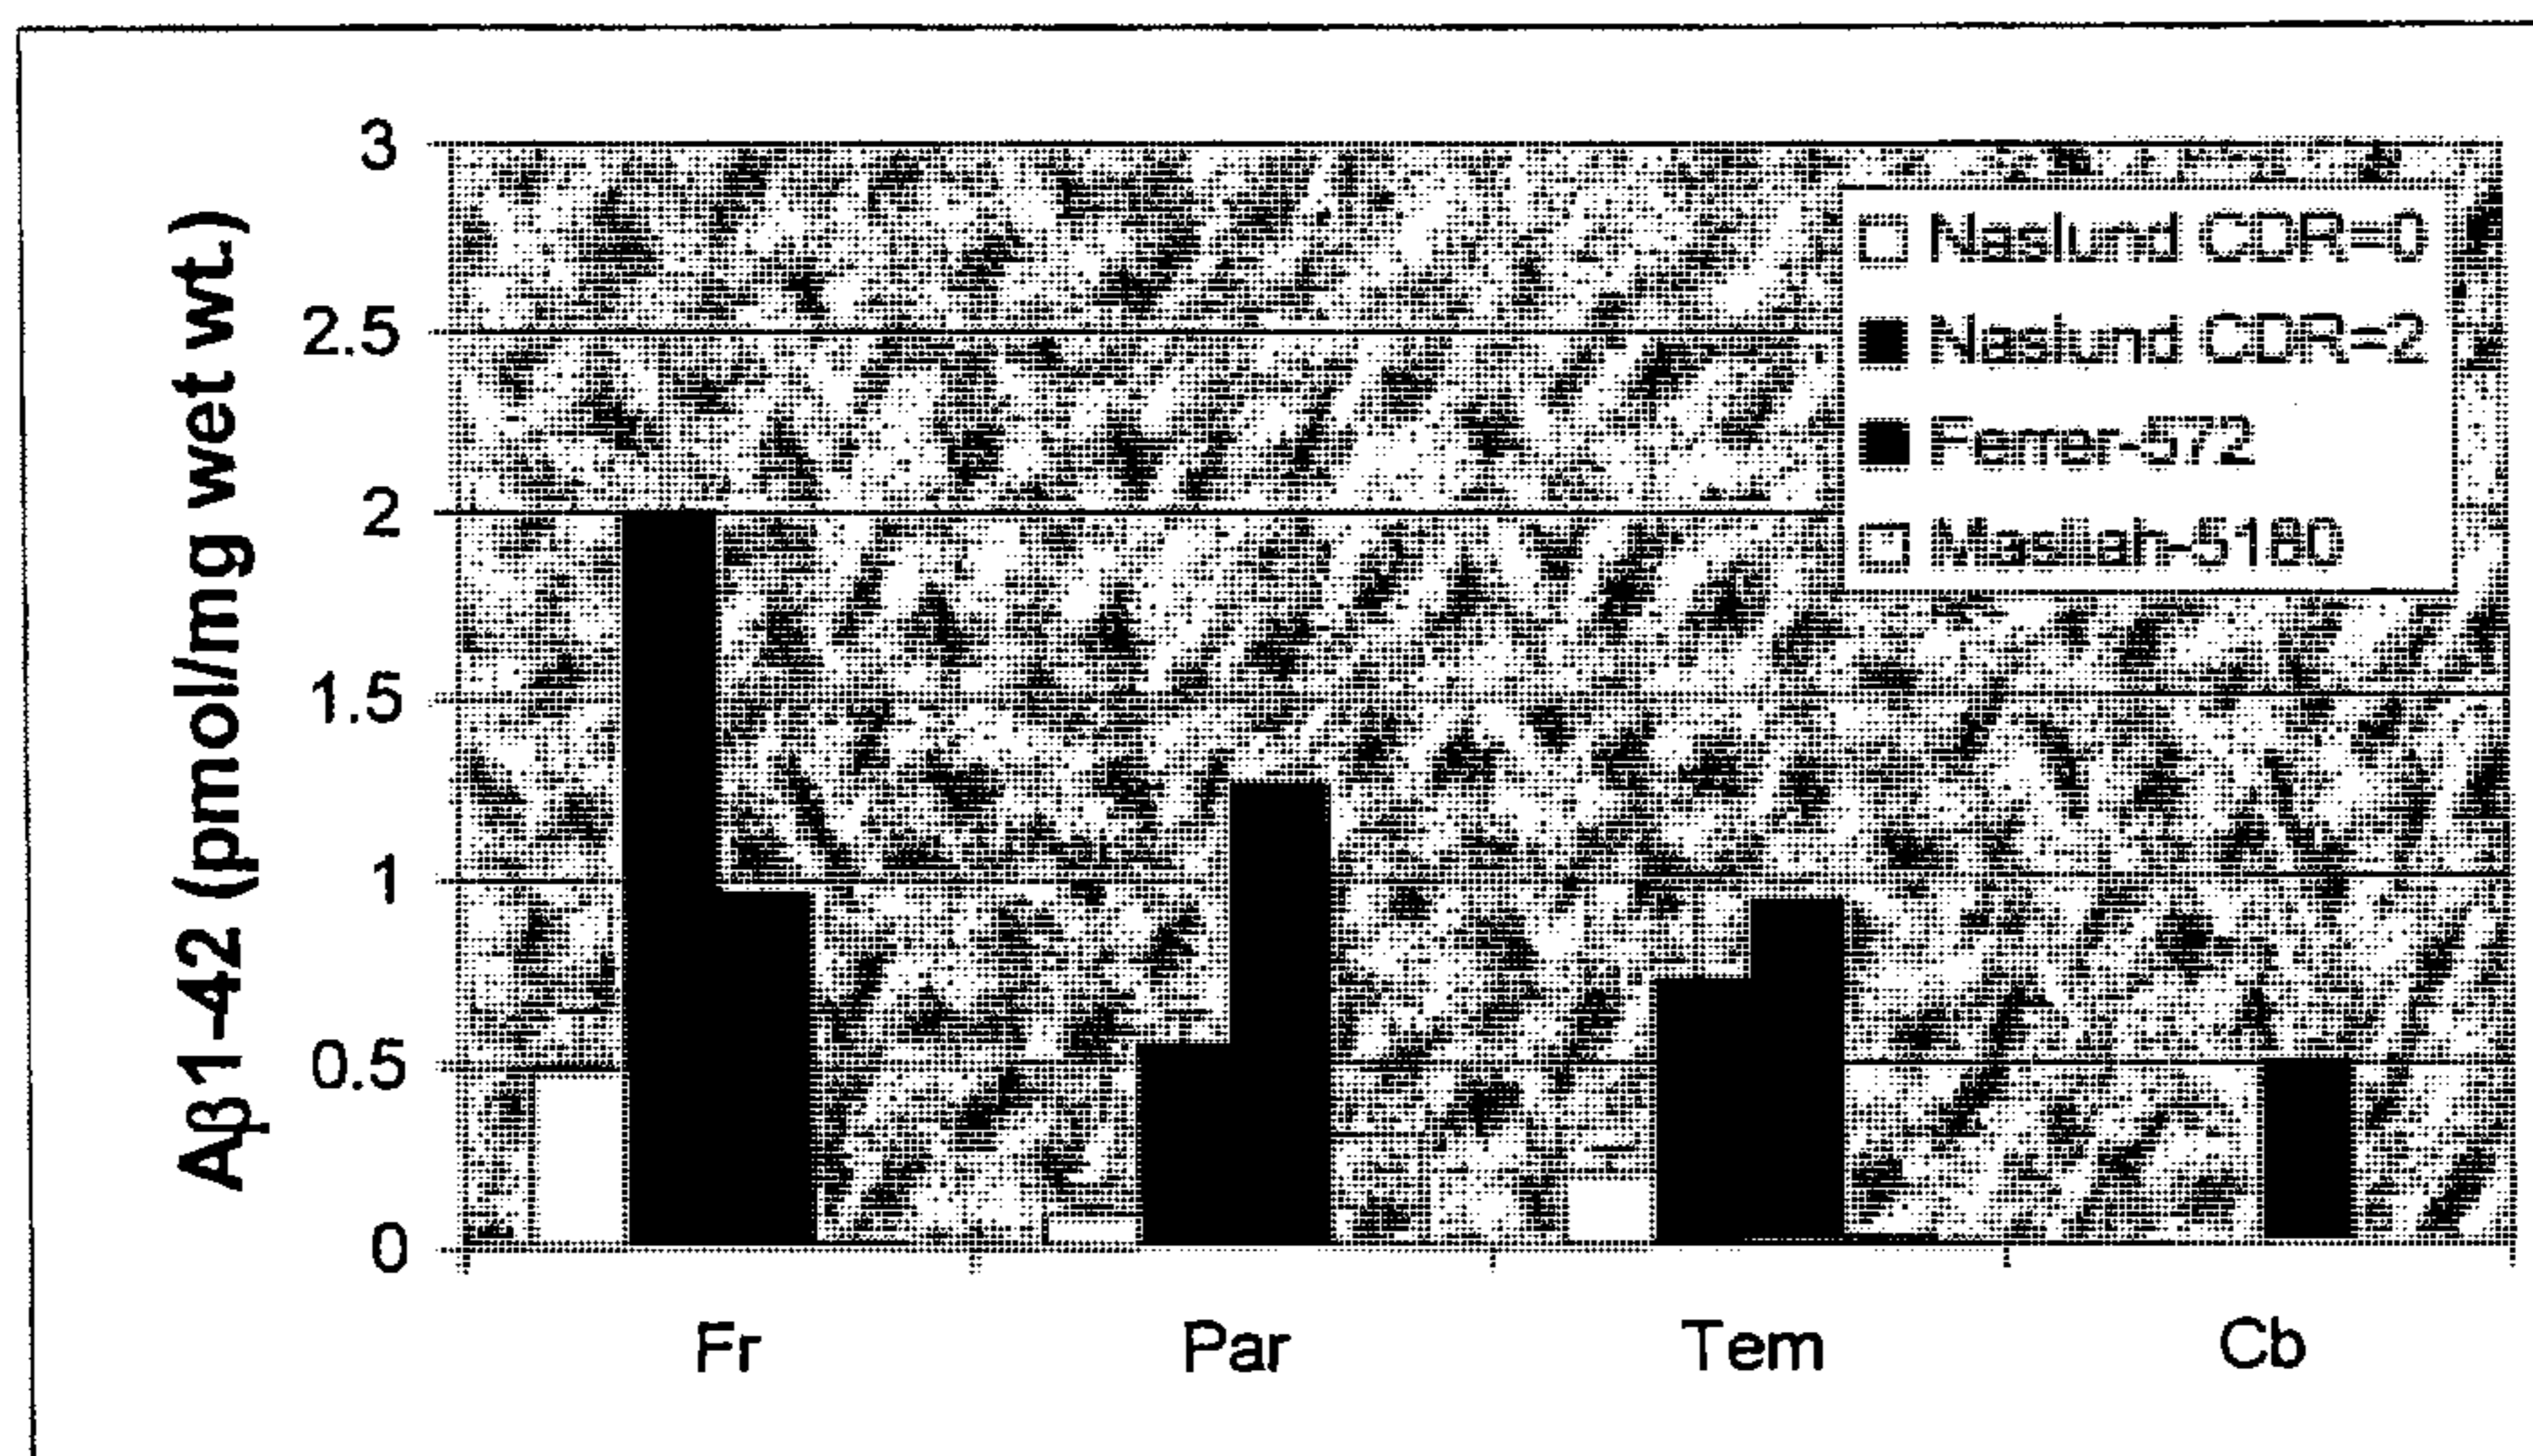 Aβ1-42 (pmol/mg wet wt.)
3
2.5
2
1.5
1
0.5
0
Naslund CDR=0
Naslund CDR=2
Ferrer-572
Masliah-5180
Fr Par Tem Cb